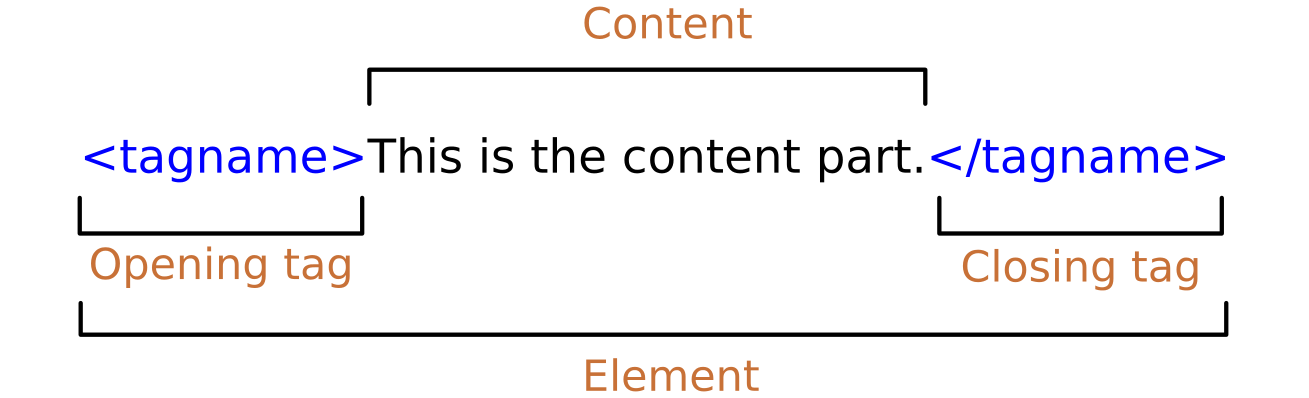 Content
<tagname>This is the content part.</tagname>
Opening tag
Closing tag
Element